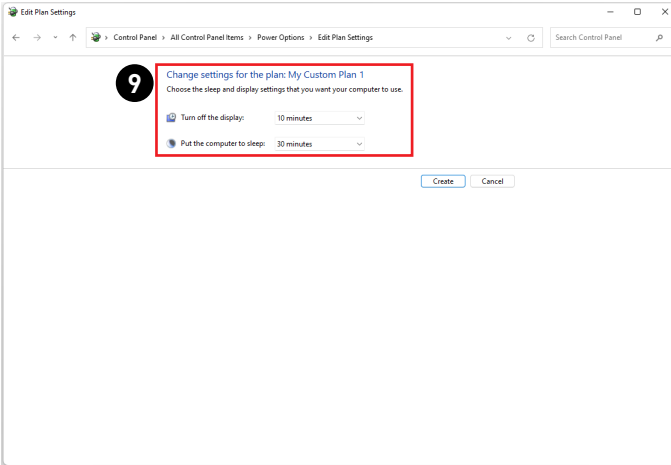 Edit Plan Settings
Control Panel > All Control Panel Items > Power Options > Edit Plan Settings
Search Control Panel
9
Change settings for the plan: My Custom Plan 1
Choose the sleep and display settings that you want your computer to use.
Turn off the display: 10 minutes
Put the computer to sleep: 30 minutes
Create Cancel